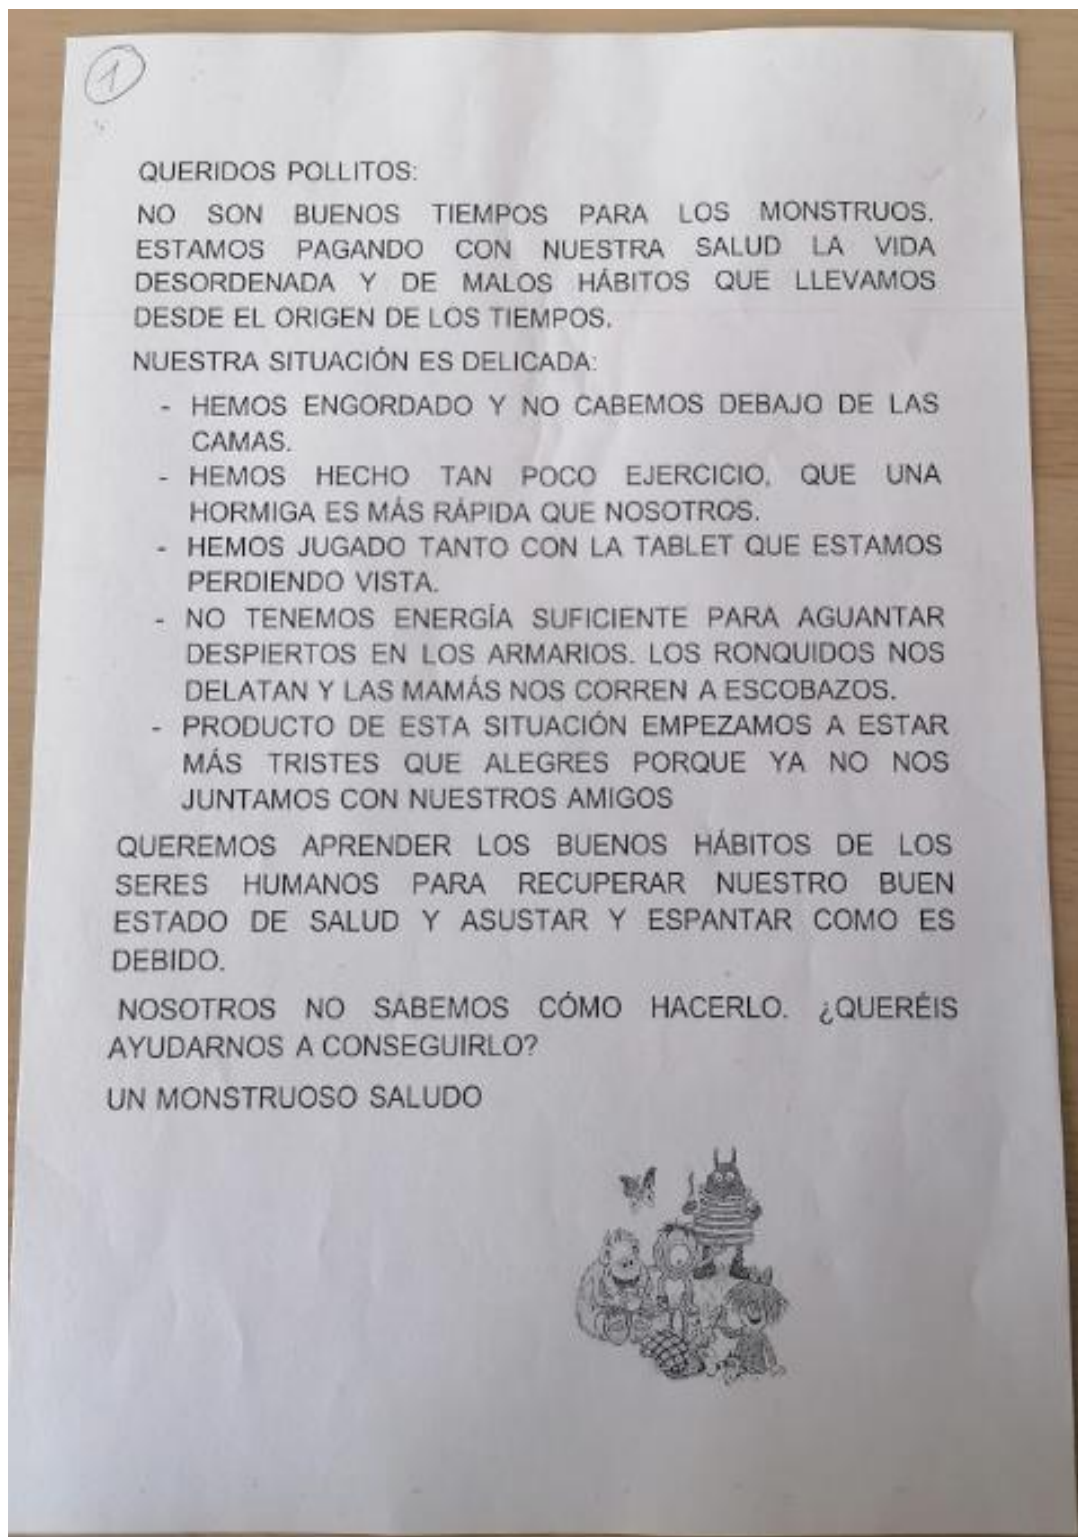 1
QUERIDOS POLLITOS:
NO SON BUENOS TIEMPOS PARA LOS MONSTRUOS.
ESTAMOS PAGANDO CON NUESTRA SALUD LA VIDA
DESORDENADA Y DE MALOS HÁBITOS QUE LLEVAMOS
DESDE EL ORIGEN DE LOS TIEMPOS.
NUESTRA SITUACIÓN ES DELICADA:
- HEMOS ENGORDADO Y NO CABEMOS DEBAJO DE LAS
CAMAS.
- HEMOS HECHO TAN POCO EJERCICIO, QUE UNA
HORMIGA ES MÁS RÁPIDA QUE NOSOTROS.
- HEMOS JUGADO TANTO CON LA TABLET QUE ESTAMOS
PERDIENDO VISTA.
- NO TENEMOS ENERGÍA SUFICIENTE PARA AGUANTAR
DESPIERTOS EN LOS ARMARIOS. LOS RONQUIDOS NOS
DELATAN Y LAS MAMÁS NOS CORREN A ESCOBAZOS.
- PRODUCTO DE ESTA SITUACIÓN EMPEZAMOS A ESTAR
MÁS TRISTES QUE ALEGRES PORQUE YA NO NOS
JUNTAMOS CON NUESTROS AMIGOS
QUEREMOS APRENDER LOS BUENOS HÁBITOS DE LOS
SERES HUMANOS PARA RECUPERAR NUESTRO BUEN
ESTADO DE SALUD Y ASUSTAR Y ESPANTAR COMO ES
DEBIDO.
NOSOTROS NO SABEMOS CÓMO HACERLO. ¿QUERÉIS
AYUDARNOS A CONSEGUIRLO?
UN MONSTRUOSO SALUDO